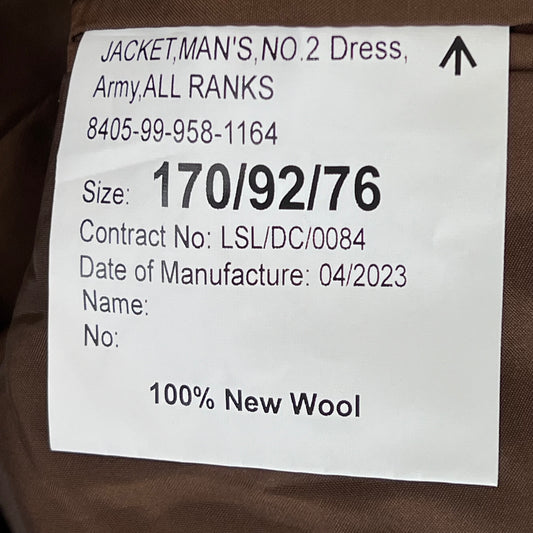 JACKET,MAN'S,NO.2 Dress,
Army,ALL RANKS
8405-99-958-1164
Size: 170/92/76
Contract No: LSL/DC/0084
Date of Manufacture: 04/2023
Name:
No:
100% New Wool